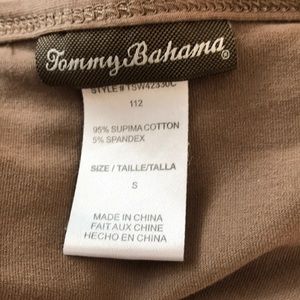 Tommy Bahama®
STYLE # TSW42330C
112
95% SUPIMA COTTON
5% SPANDEX
SIZE / TAILLE/TALLA
S
MADE IN CHINA
FAIT AUX CHINE
HECHO EN CHINA